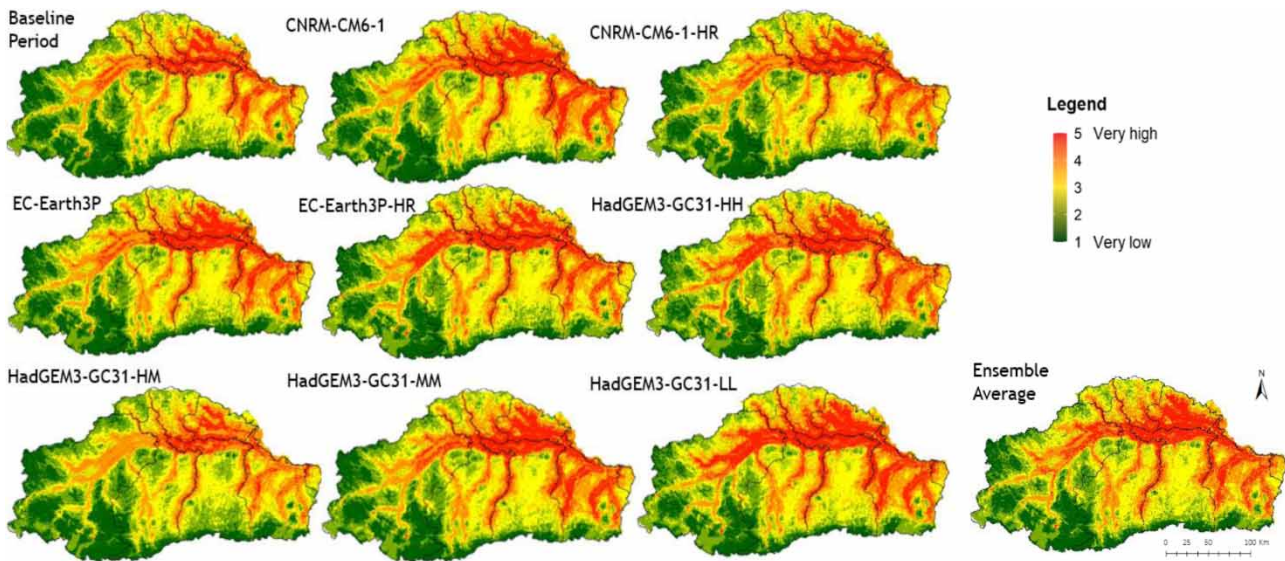 Baseline
Period
CNRM-CM6-1
CNRM-CM6-1-HR
Legend
5 Very high
4
3
2
1 Very low
EC-Earth3P
EC-Earth3P-HR
HadGEM3-GC31-HH
HadGEM3-GC31-HM
HadGEM3-GC31-MM
HadGEM3-GC31-LL
Ensemble
Average
N
0 25 50 100 Km